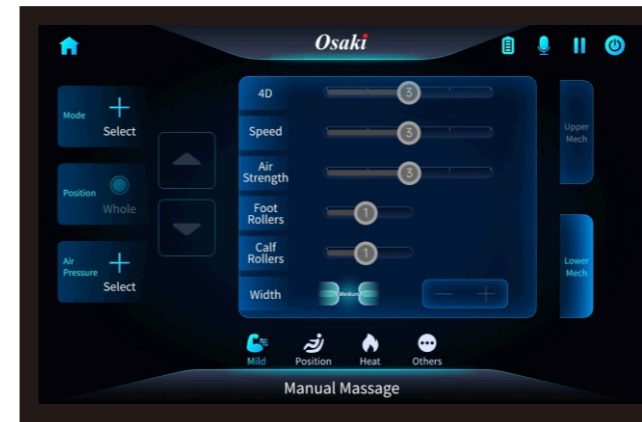 Osaki
Mode
Select
Position
Whole
Air
Pressure
Select
4D
3
Speed
3
Air
Strength
3
Foot
Rollers
1
Calf
Rollers
1
Width
Medium
Upper
Mech
Lower
Mech
Mild
Position
Heat
Others
Manual Massage